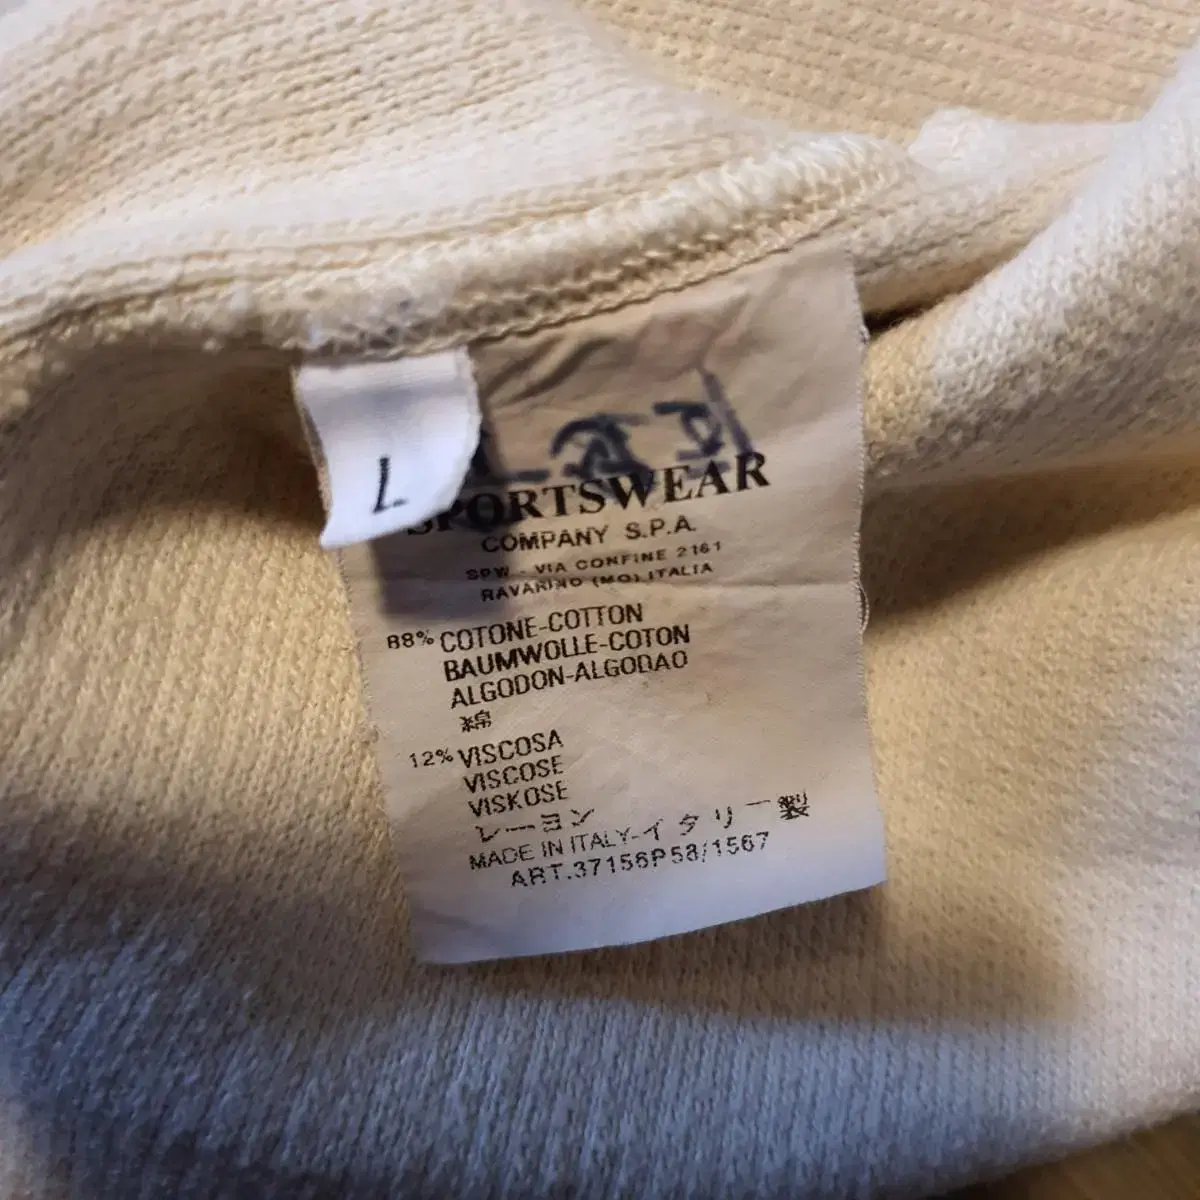 L
SPORTSWEAR
COMPANY S.P.A.
SPW - VIA CONFINE 2161
RAVARINO (MO) ITALIA
88% COTONE-COTTON
BAUMWOLLE-COTON
ALGODON-ALGODAO
綿
12% VISCOSA
VISCOSE
VISKOSE
レーヨン
MADE IN ITALY-イタリー製
ART.37156P58/1567